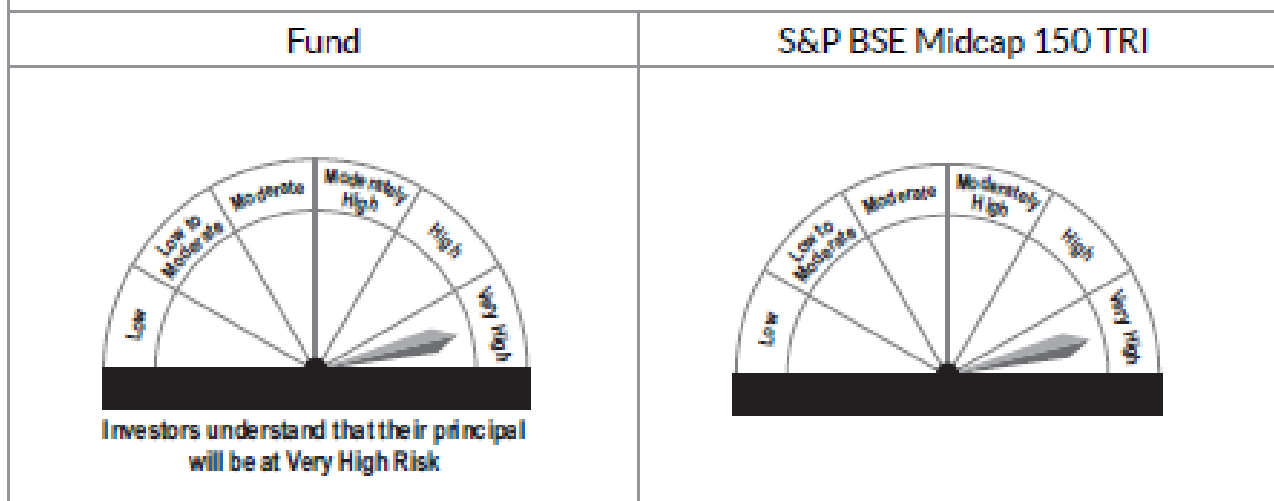 Fund
S&P BSE Midcap 150 TRI
Low
Low to
Moderate
Moderate
Moderately
High
High
Very High
Investors understand that their principal
will be at Very High Risk
Low
Low to
Moderate
Moderate
Moderately
High
High
Very High